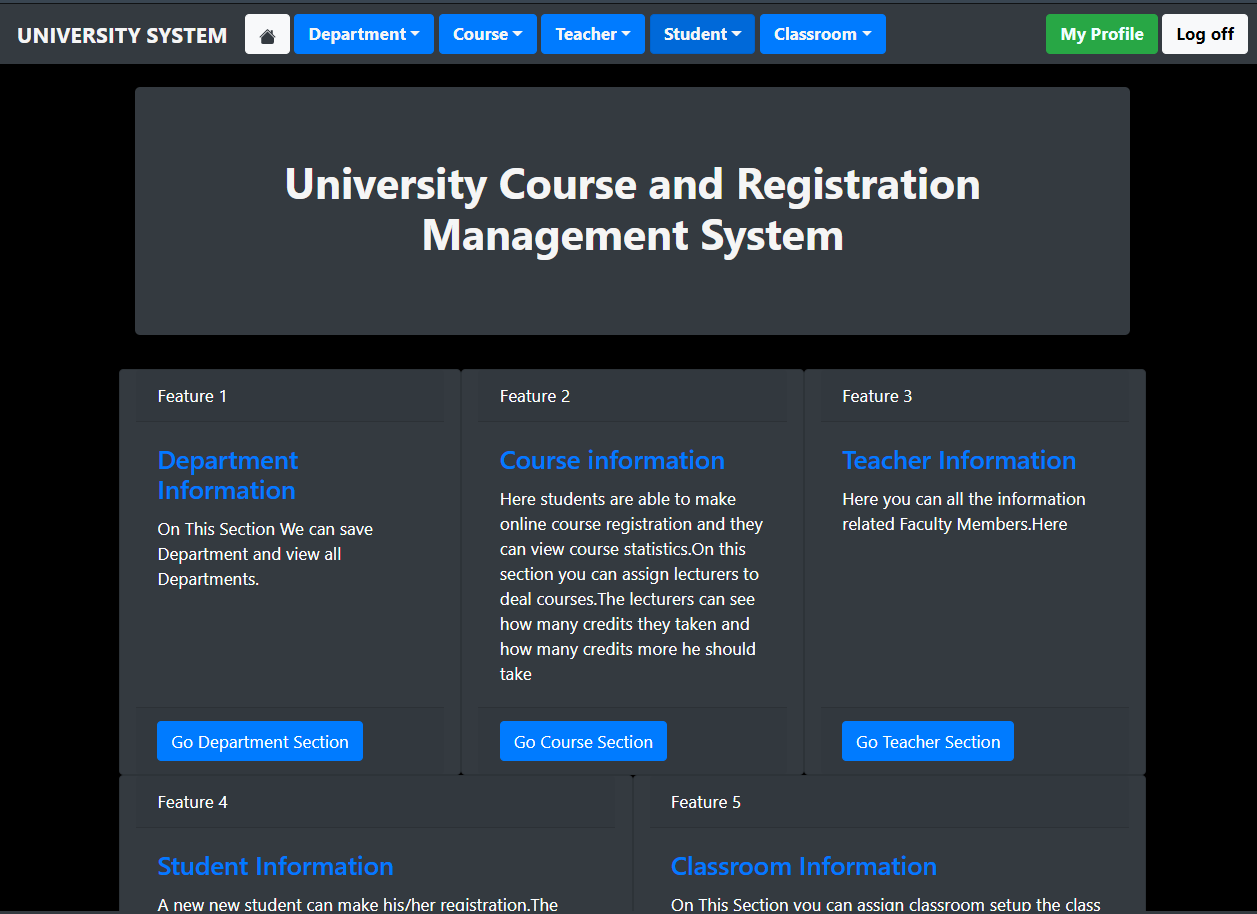 UNIVERSITY SYSTEM Department Course Teacher Student Classroom My Profile Log off
University Course and Registration
Management System
Feature 1
Department
Information
On This Section We can save
Department and view all
Departments.
Go Department Section
Feature 2
Course information
Here students are able to make
online course registration and they
can view course statistics.On this
section you can assign lecturers to
deal courses.The lecturers can see
how many credits they taken and
how many credits more he should
take
Go Course Section
Feature 3
Teacher Information
Here you can all the information
related Faculty Members.Here
Go Teacher Section
Feature 4
Student Information
A new new student can make his/her registration.The
Feature 5
Classroom Information
On This Section you can assign classroom setup the class